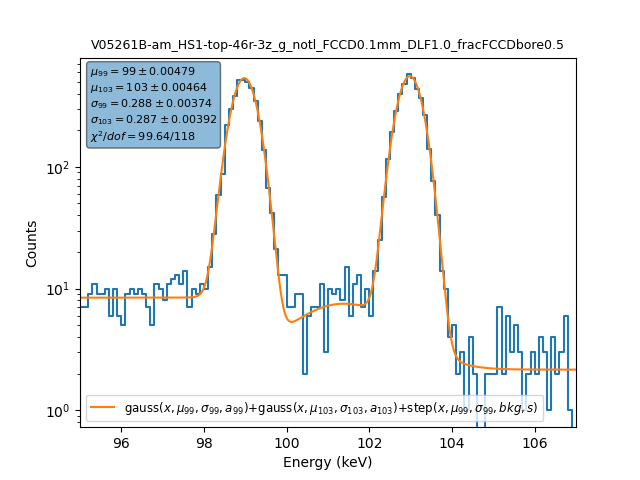 V05261B-am_HS1-top-46r-3z_g_notl_FCCD0.1mm_DLF1.0_fracFCCDbore0.5
μ₉₉ = 99 ± 0.00479
μ₁₀₃ = 103 ± 0.00464
σ₉₉ = 0.288 ± 0.00374
σ₁₀₃ = 0.287 ± 0.00392
χ²/dof = 99.64/118
Counts
10²
10¹
10⁰
gauss(x, μ₉₉, σ₉₉, a₉₉)+gauss(x, μ₁₀₃, σ₁₀₃, a₁₀₃)+step(x, μ₉₉, σ₉₉, bkg, s)
96 98 100 102 104 106
Energy (keV)